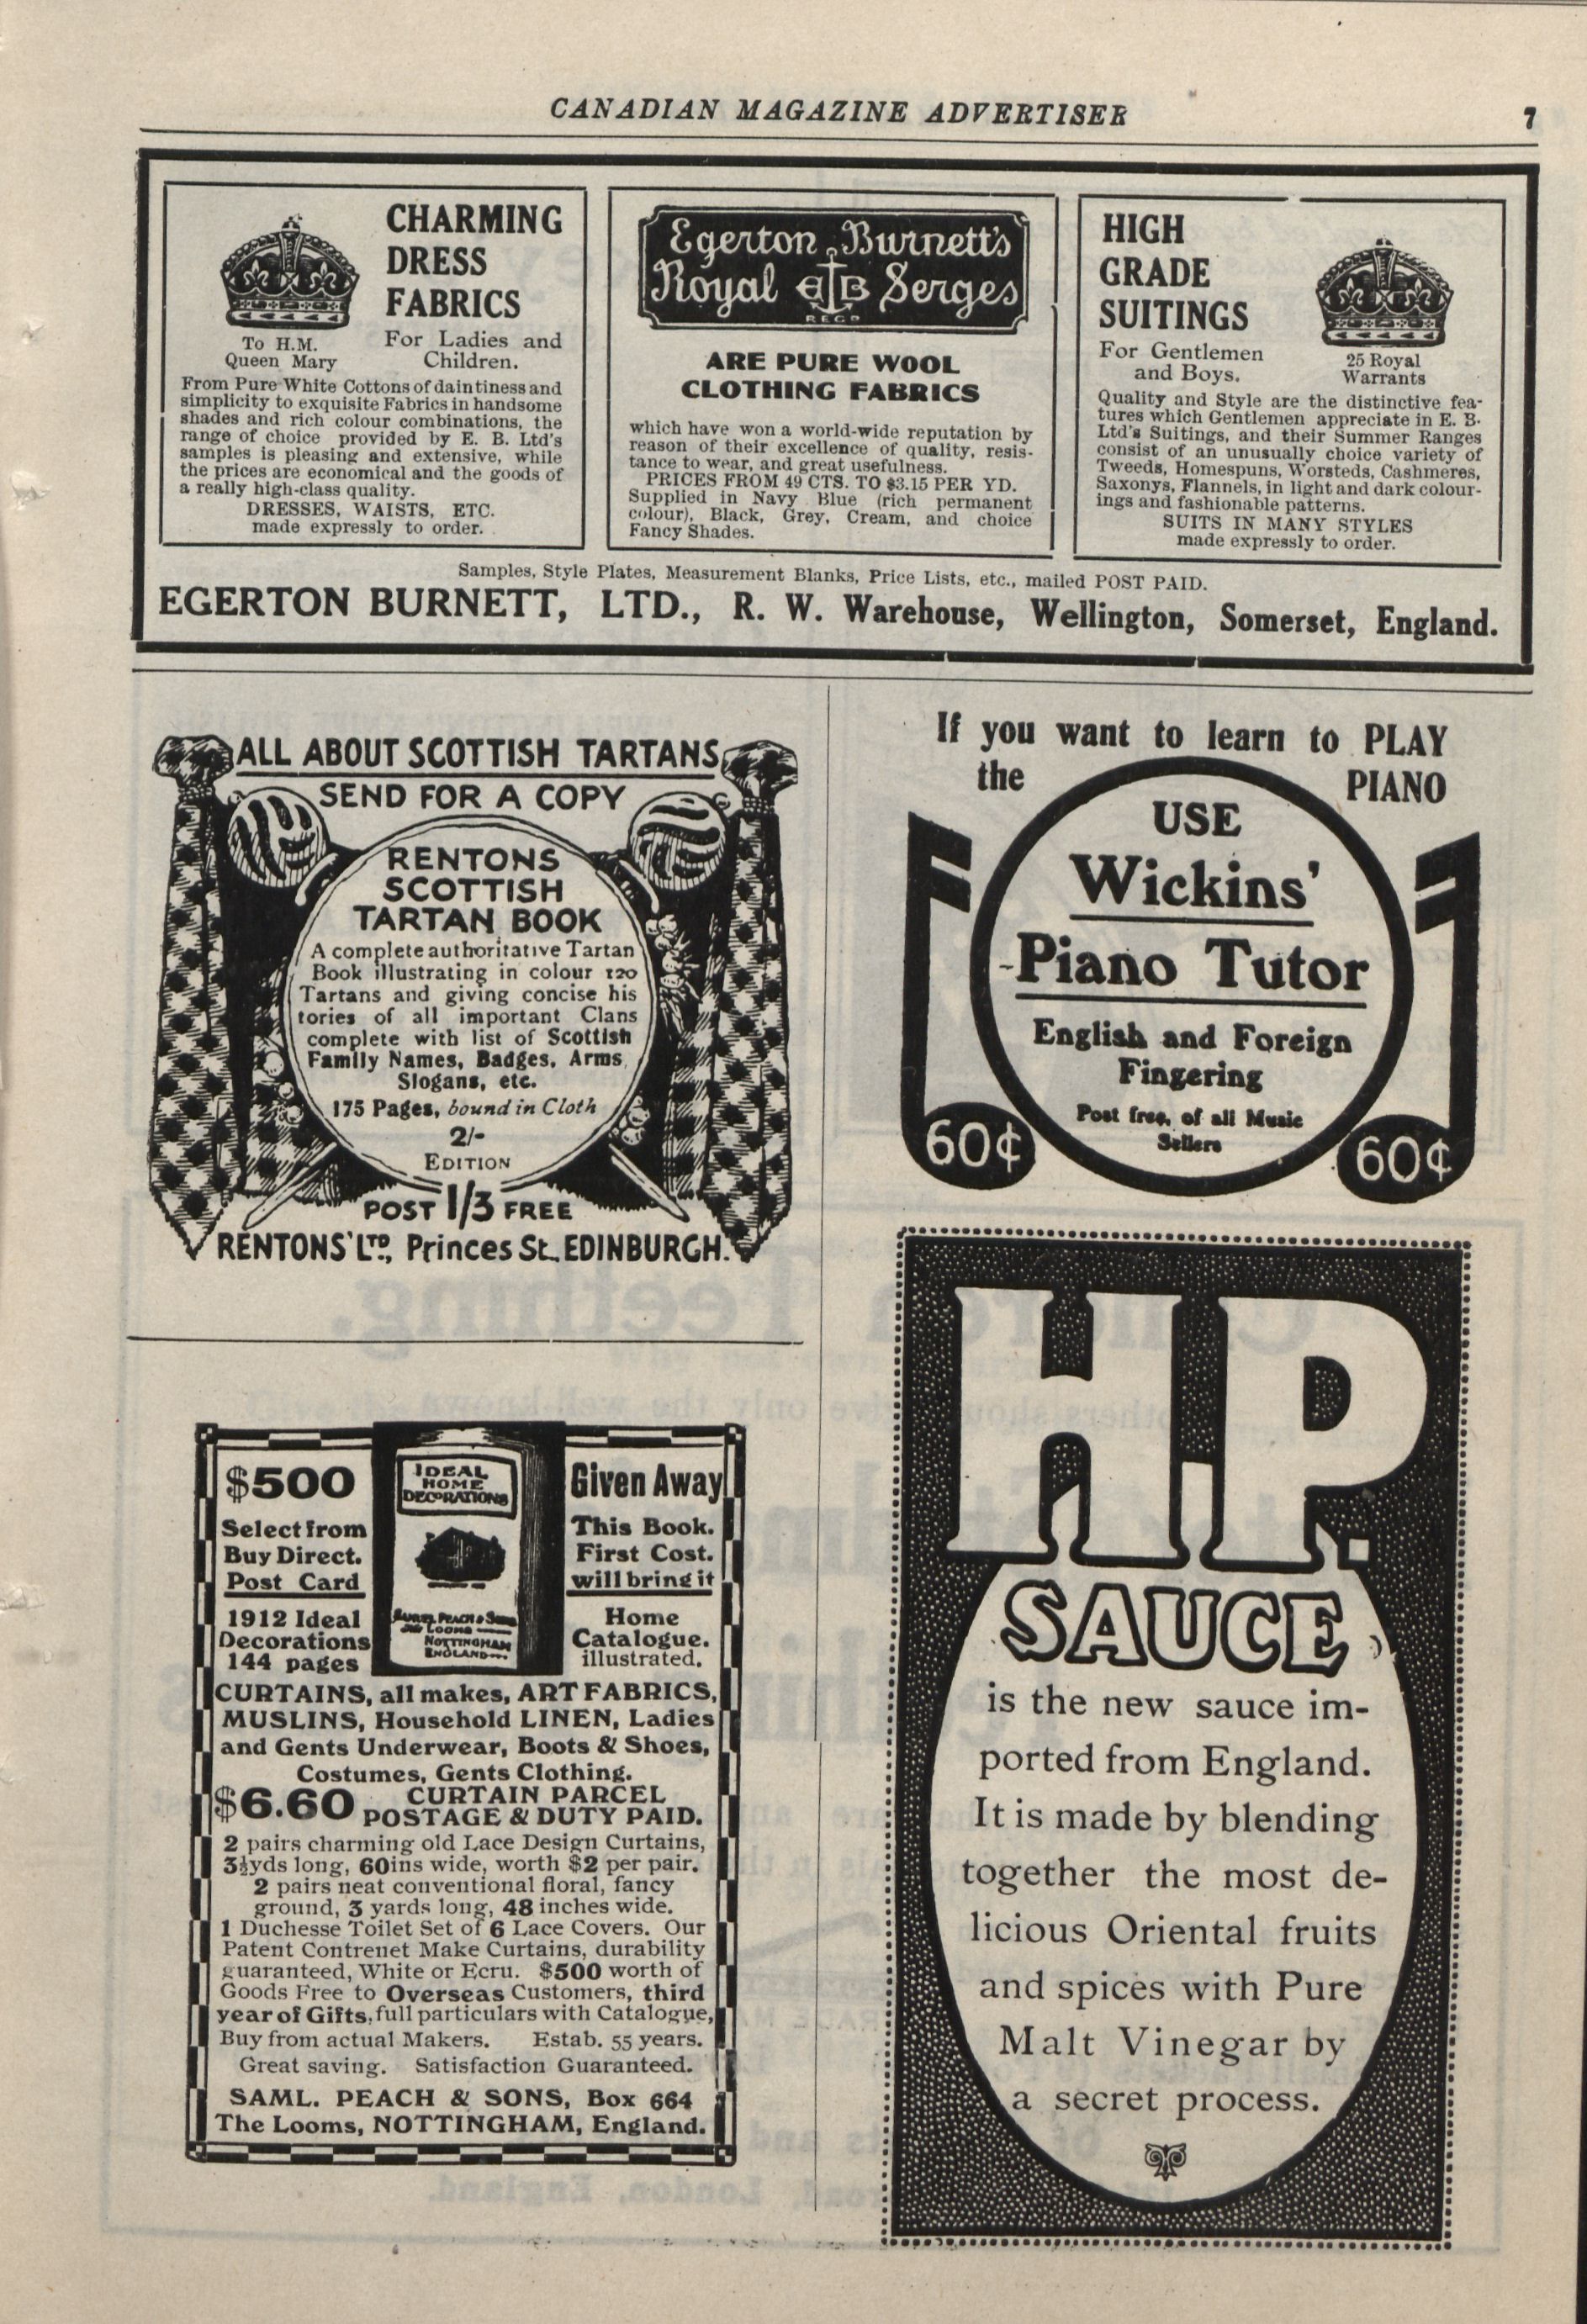 CANADIAN MAGAZINE ADVERTISER
7
CHARMING
DRESS
FABRICS
To H.M.
Queen Mary
For Ladies and
Children.
From Pure White Cottons of daintiness and
simplicity to exquisite Fabrics in handsome
shades and rich colour combinations, the
range of choice provided by E. B. Ltd's
samples is pleasing and extensive, while
the prices are economical and the goods of
a really high-class quality.
DRESSES, WAISTS, ETC.
made expressly to order.
Egerton Burnett's
Royal EB Serges
REGD
ARE PURE WOOL
CLOTHING FABRICS
which have won a world-wide reputation by
reason of their excellence of quality, resis-
tance to wear, and great usefulness.
PRICES FROM 49 CTS. TO $3.15 PER YD.
Supplied in Navy Blue (rich permanent
colour), Black, Grey, Cream, and choice
Fancy Shades.
HIGH
GRADE
SUITINGS
For Gentlemen
and Boys.
25 Royal
Warrants
Quality and Style are the distinctive fea-
tures which Gentlemen appreciate in E. B.
Ltd's Suitings, and their Summer Ranges
consist of an unusually choice variety of
Tweeds, Homespuns, Worsteds, Cashmeres,
Saxonys, Flannels, in light and dark colour-
ings and fashionable patterns.
SUITS IN MANY STYLES
made expressly to order.
Samples, Style Plates, Measurement Blanks, Price Lists, etc., mailed POST PAID.
EGERTON BURNETT, LTD., R. W. Warehouse, Wellington, Somerset, England.
ALL ABOUT SCOTTISH TARTANS
SEND FOR A COPY
RENTONS
SCOTTISH
TARTAN BOOK
A complete authoritative Tartan
Book illustrating in colour 120
Tartans and giving concise his
tories of all important Clans
complete with list of Scottish
Family Names, Badges, Arms,
Slogans, etc.
175 Pages, bound in Cloth
2/-
EDITION
POST 1/3 FREE
RENTONS' LTD, Princes St., EDINBURGH.
If you want to learn to PLAY
the PIANO
USE
Wickins'
Piano Tutor
English and Foreign
Fingering
Post free, of all Music
Sellers
60¢
60¢
$500
Given Away
IDEAL
HOME
DECORATIONS
Select from This Book.
Buy Direct. First Cost.
Post Card will bring it
1912 Ideal Home
Decorations Catalogue.
144 pages illustrated.
SAML PEACH & SONS
THE LOOMS
NOTTINGHAM
ENGLAND
CURTAINS, all makes, ART FABRICS,
MUSLINS, Household LINEN, Ladies
and Gents Underwear, Boots & Shoes,
Costumes, Gents Clothing.
$6.60 CURTAIN PARCEL
POSTAGE & DUTY PAID.
2 pairs charming old Lace Design Curtains,
3½yds long, 60ins wide, worth $2 per pair.
2 pairs neat conventional floral, fancy
ground, 3 yards long, 48 inches wide.
1 Duchesse Toilet Set of 6 Lace Covers. Our
Patent Contrenet Make Curtains, durability
guaranteed, White or Ecru. $500 worth of
Goods Free to Overseas Customers, third
year of Gifts, full particulars with Catalogue,
Buy from actual Makers. Estab. 55 years.
Great saving. Satisfaction Guaranteed.
SAML. PEACH & SONS, Box 664
The Looms, NOTTINGHAM, England.
H.P.
SAUCE
is the new sauce im-
ported from England.
It is made by blending
together the most de-
licious Oriental fruits
and spices with Pure
Malt Vinegar by
a secret process.